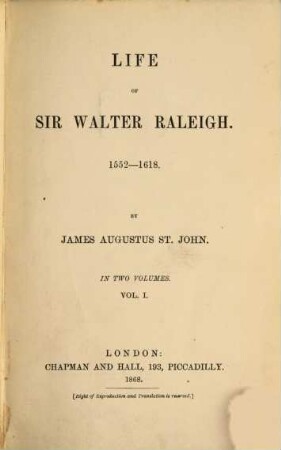 LIFE
OF
SIR WALTER RALEIGH.
1552—1618.
BY
JAMES AUGUSTUS ST. JOHN.
IN TWO VOLUMES.
VOL. I.
LONDON:
CHAPMAN AND HALL, 193, PICCADILLY.
1868.
[Right of Reproduction and Translation is reserved.]